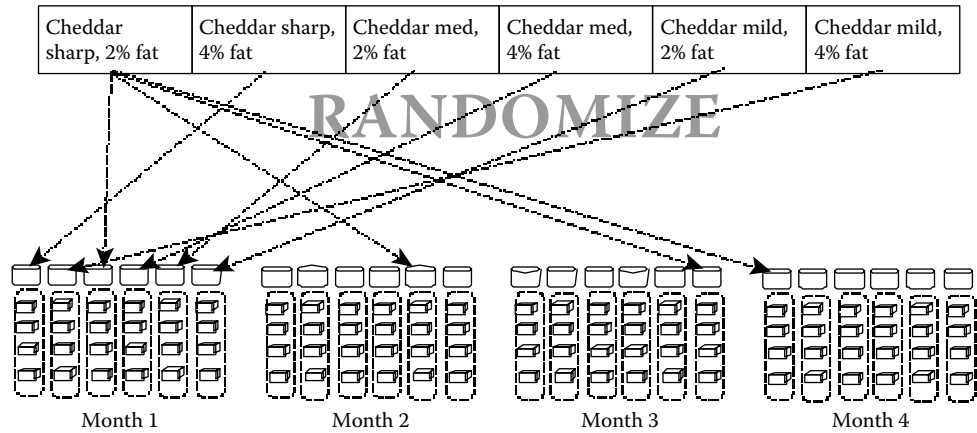 Cheddar
sharp, 2% fat
Cheddar sharp,
4% fat
Cheddar med,
2% fat
Cheddar med,
4% fat
Cheddar mild,
2% fat
Cheddar mild,
4% fat
RANDOMIZE
Month 1
Month 2
Month 3
Month 4